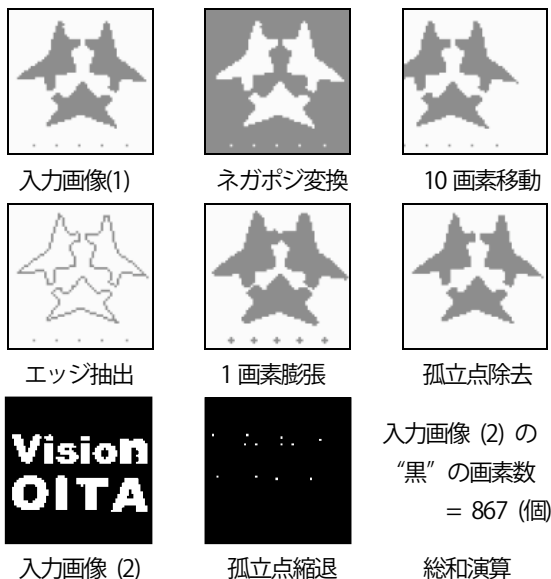 入力画像(1)
ネガポジ変換
10 画素移動
エッジ抽出
1 画素膨張
孤立点除去
Vision
OITA
入力画像 (2) の
“黒” の画素数
= 867 (個)
入力画像 (2)
孤立点縮退
総和演算